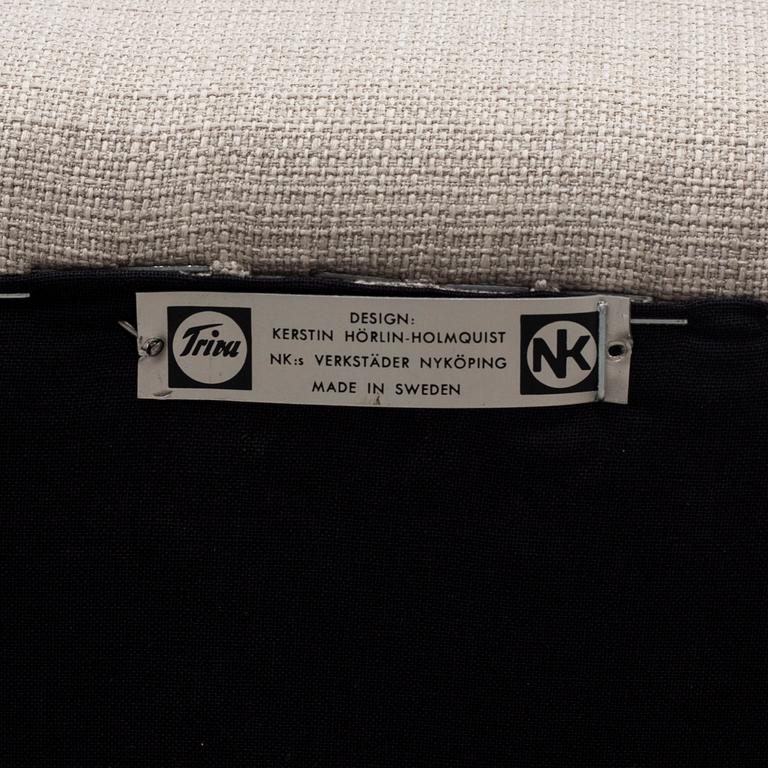 Triva
DESIGN:
KERSTIN HÖRLIN-HOLMQUIST
NK:s VERKSTÄDER NYKÖPING
MADE IN SWEDEN
NK